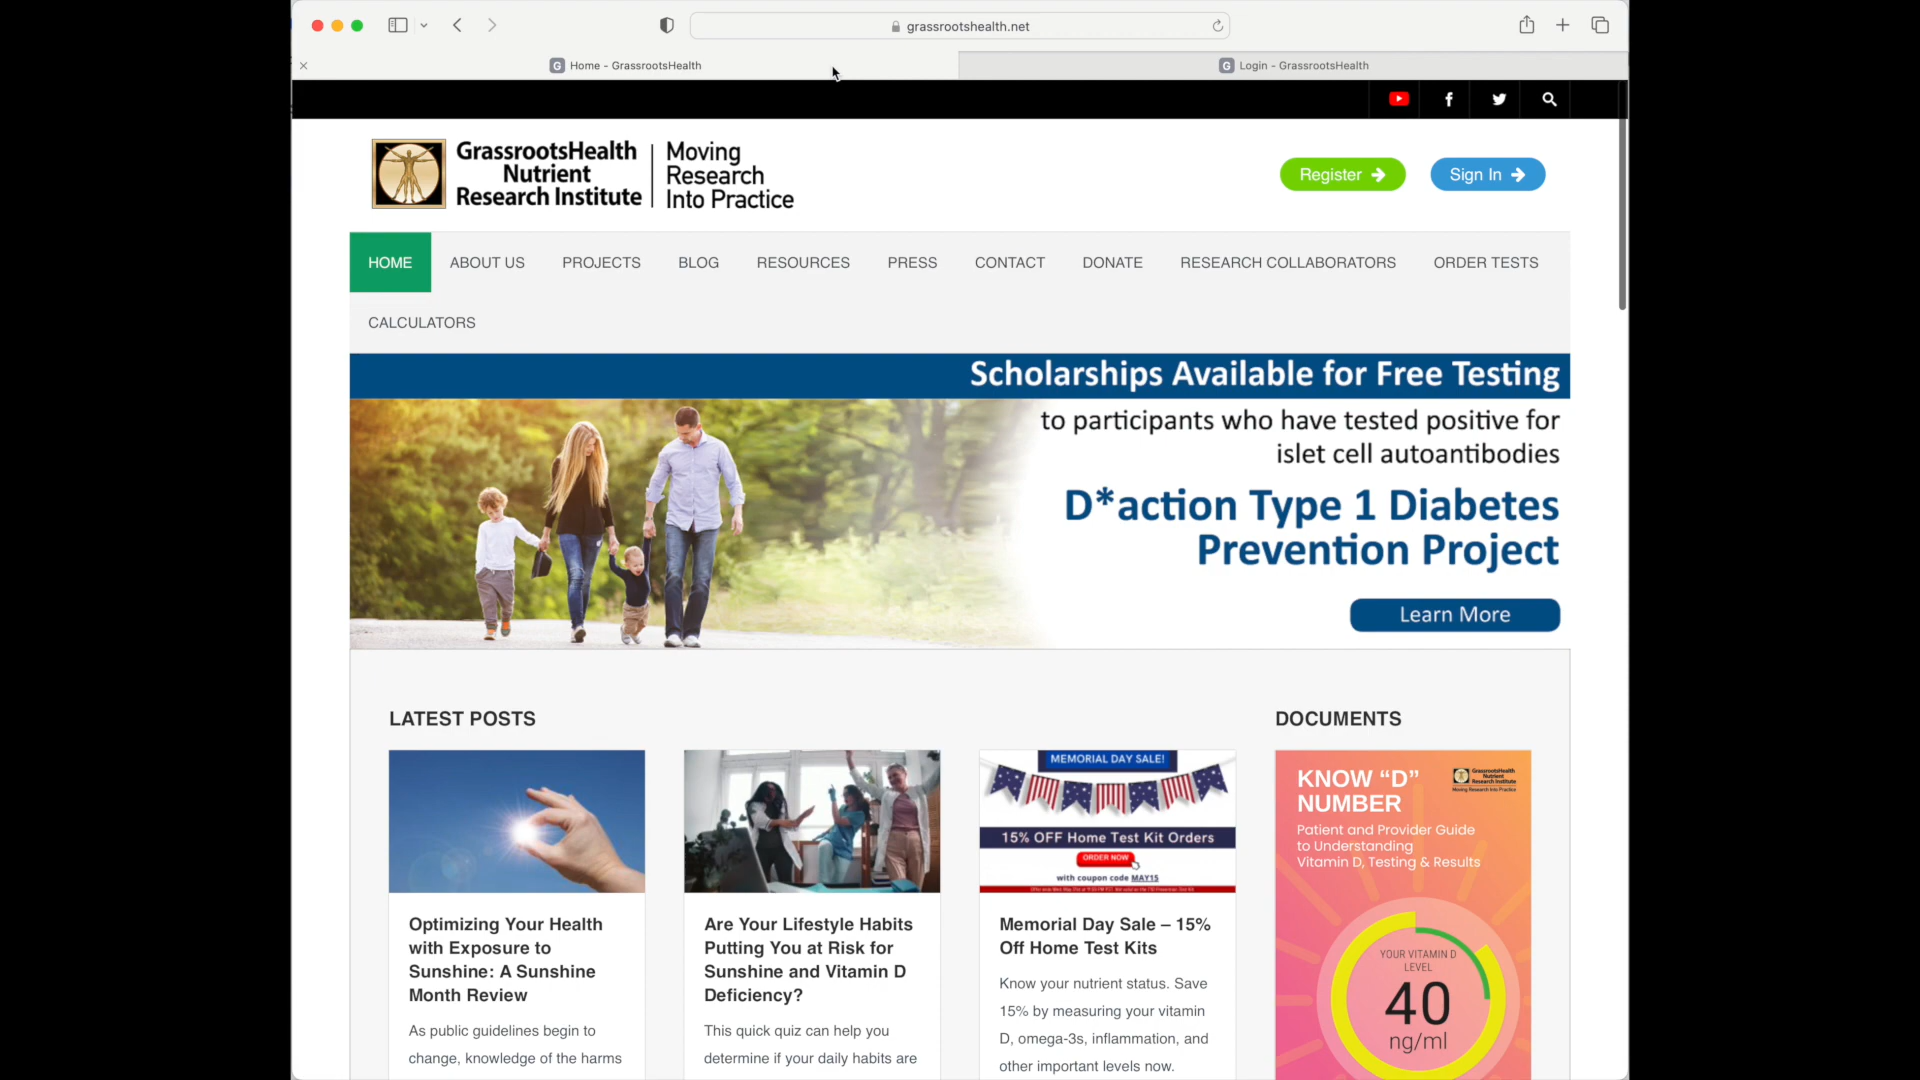 grassrootshealth.net
Home - GrassrootsHealth
Login - GrassrootsHealth
GrassrootsHealth
Nutrient
Research Institute
Moving
Research
Into Practice
Register
Sign In
HOME ABOUT US PROJECTS BLOG RESOURCES PRESS CONTACT DONATE RESEARCH COLLABORATORS ORDER TESTS
CALCULATORS
Scholarships Available for Free Testing
to participants who have tested positive for
islet cell autoantibodies
D*action Type 1 Diabetes
Prevention Project
Learn More
LATEST POSTS
Optimizing Your Health
with Exposure to
Sunshine: A Sunshine
Month Review
As public guidelines begin to
change, knowledge of the harms
Are Your Lifestyle Habits
Putting You at Risk for
Sunshine and Vitamin D
Deficiency?
This quick quiz can help you
determine if your daily habits are
MEMORIAL DAY SALE!
15% OFF Home Test Kit Orders
ORDER NOW
with coupon code MAY15
Memorial Day Sale – 15%
Off Home Test Kits
Know your nutrient status. Save
15% by measuring your vitamin
D, omega-3s, inflammation, and
other important levels now.
DOCUMENTS
KNOW “D”
NUMBER
GrassrootsHealth
Nutrient
Research Institute
Moving Research Into Practice
Patient and Provider Guide
to Understanding
Vitamin D, Testing & Results
YOUR VITAMIN D
LEVEL
40
ng/ml